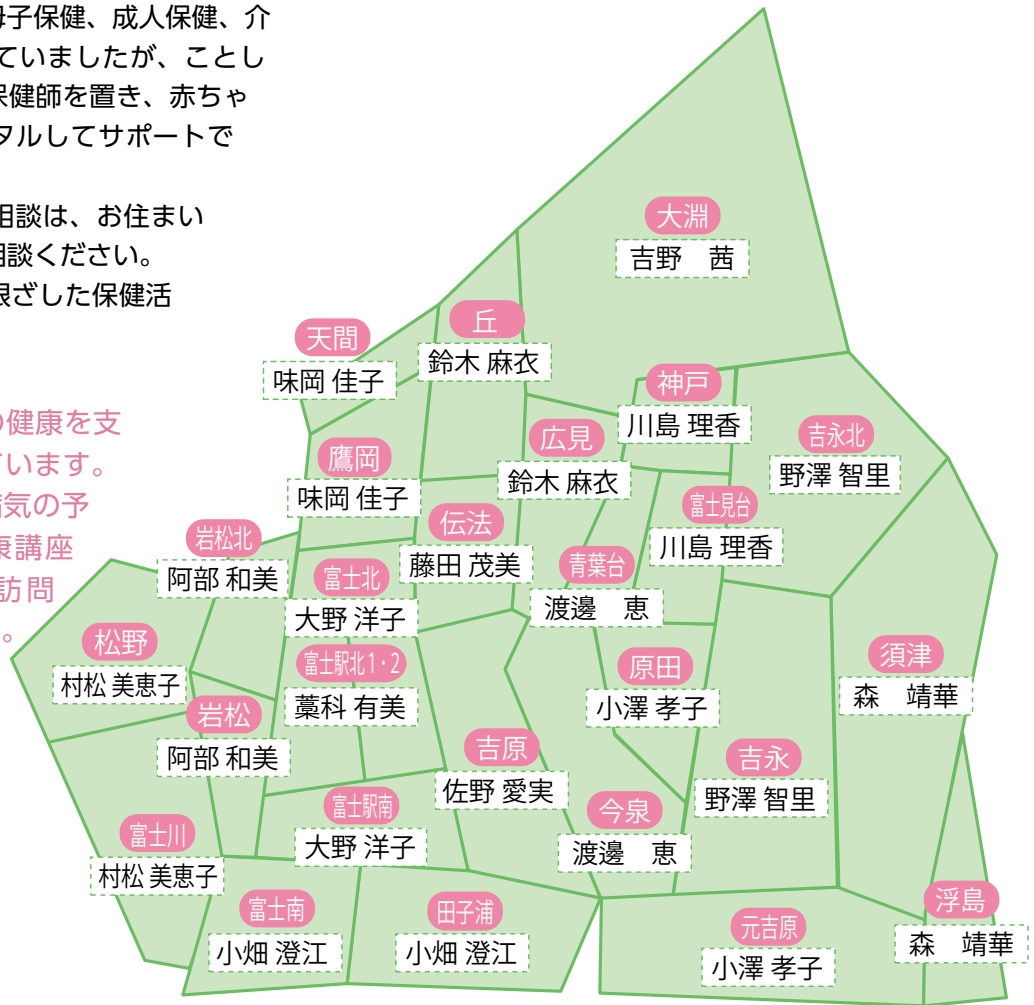 母子保健、成人保健、介
ていましたが、ことし
保健師を置き、赤ちゃ
タルしてサポートで
相談は、お住まい
相談ください。
根ざした保健活
の健康を支
ています。
病気の予
康講座
訪問
。
大淵
吉野　茜
丘
鈴木 麻衣
天間
味岡 佳子
神戸
川島 理香
広見
鈴木 麻衣
吉永北
野澤 智里
鷹岡
味岡 佳子
富士見台
川島 理香
伝法
藤田 茂美
岩松北
阿部 和美
青葉台
渡邊　恵
富士北
大野 洋子
松野
村松 美恵子
富士駅北1・2
藁科 有美
原田
小澤 孝子
須津
森　靖華
岩松
阿部 和美
吉原
佐野 愛実
吉永
野澤 智里
富士駅南
大野 洋子
今泉
渡邊　恵
富士川
村松 美恵子
富士南
小畑 澄江
田子浦
小畑 澄江
元吉原
小澤 孝子
浮島
森　靖華